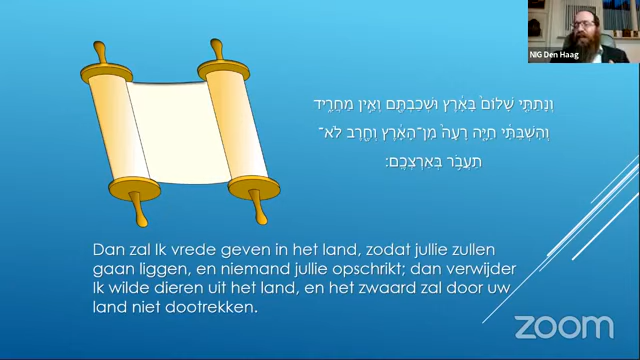 NIG Den Haag
וְנָתַתִּ֤י שָׁלוֹם֙ בָּאָ֔רֶץ וּשְׁכַבְתֶּ֖ם וְאֵ֣ין מַחֲרִ֑יד
וְהִשְׁבַּתִּ֞י חַיָּ֤ה רָעָה֙ מִן־הָאָ֔רֶץ וְחֶ֖רֶב לֹא־
תַעֲבֹ֥ר בְּאַרְצְכֶֽם׃
Dan zal Ik vrede geven in het land, zodat jullie zullen
gaan liggen, en niemand jullie opschrikt; dan verwijder
Ik wilde dieren uit het land, en het zwaard zal door uw
land niet dootrekken.
zoom